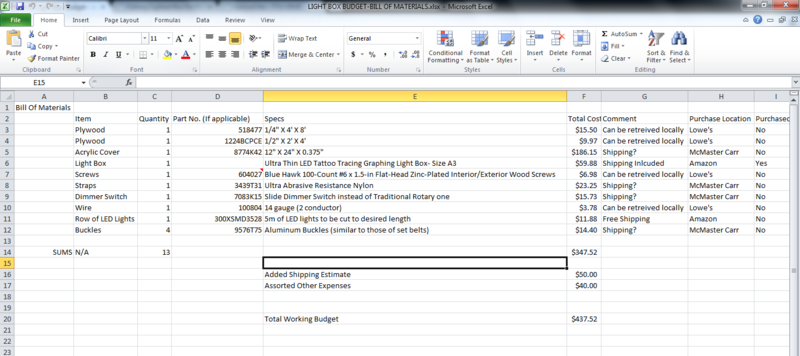 LIGHT BOX BUDGET-BILL OF MATERIALS.xlsx - Microsoft Excel
File Home Insert Page Layout Formulas Data Review View
Cut Calibri 11 Wrap Text General AutoSum
Copy Fill
Paste Format Painter Merge & Center Conditional Formatting Format as Table Cell Styles Insert Delete Format Clear Sort & Filter Find & Select
Clipboard Font Alignment Number Styles Cells Editing
E15 fx
A B C D E F G H I
1 Bill Of Materials
2 Item Quantity Part No. (If applicable) Specs Total Cost Comment Purchase Location Purchased
3 Plywood 1 518477 1/4" X 4' X 8' $15.50 Can be retreived locally Lowe's No
4 Plywood 1 1224BCPCE 1/2" X 2' X 4' $9.97 Can be retreived locally Lowe's No
5 Acrylic Cover 1 8774K42 12" X 24" X 0.375" $186.15 Shipping? McMaster Carr No
6 Light Box 1 Ultra Thin LED Tattoo Tracing Graphing Light Box- Size A3 $59.88 Shipping Inlcuded Amazon Yes
7 Screws 1 604027 Blue Hawk 100-Count #6 x 1.5-in Flat-Head Zinc-Plated Interior/Exterior Wood Screws $6.98 Can be retreived locally Lowe's No
8 Straps 1 3439T31 Ultra Abrasive Resistance Nylon $23.25 Shipping? McMaster Carr No
9 Dimmer Switch 1 7083K15 Slide Dimmer Switch instead of Traditional Rotary one $15.73 Shipping? McMaster Carr No
10 Wire 1 100804 14 gauge (2 conductor) $3.78 Can be retreived locally Lowe's No
11 Row of LED Lights 1 300XSMD3528 5m of LED lights to be cut to desired length $11.88 Free Shipping Amazon No
12 Buckles 4 9576T75 Aluminum Buckles (similar to those of set belts) $14.40 Shipping? McMaster Carr No
13
14 SUMS N/A 13 $347.52
15
16 Added Shipping Estimate $50.00
17 Assorted Other Expenses $40.00
18
19
20 Total Working Budget $437.52
21
22
23